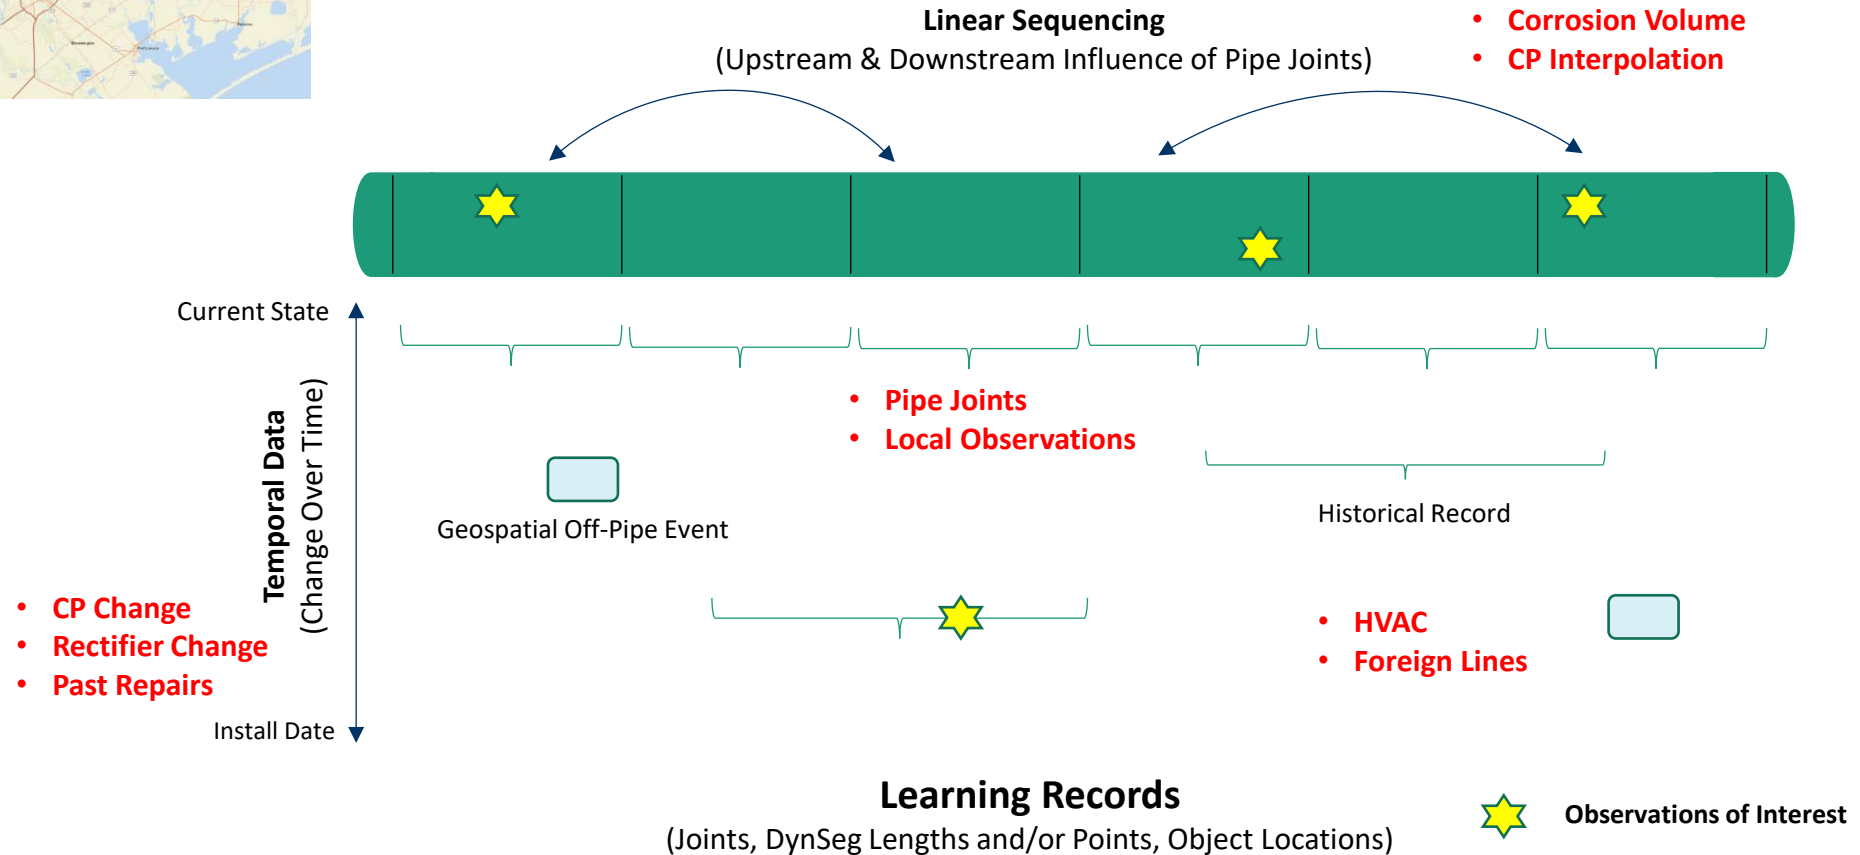 Linear Sequencing
(Upstream & Downstream Influence of Pipe Joints)
• Corrosion Volume
• CP Interpolation
Current State
Temporal Data
(Change Over Time)
• Pipe Joints
• Local Observations
Geospatial Off-Pipe Event
Historical Record
• CP Change
• Rectifier Change
• Past Repairs
• HVAC
• Foreign Lines
Install Date
Learning Records
(Joints, DynSeg Lengths and/or Points, Object Locations)
Observations of Interest